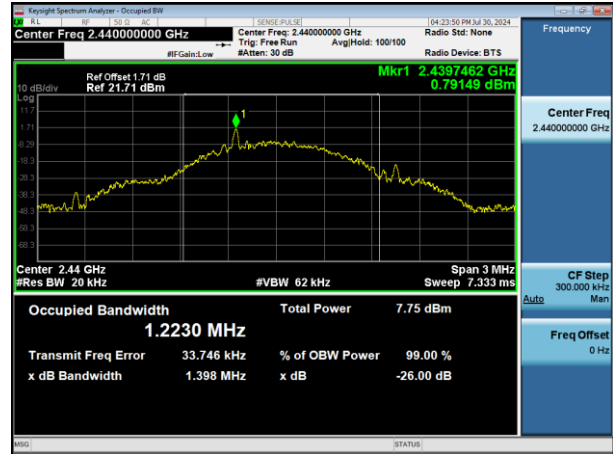 Keysight Spectrum Analyzer - Occupied BW
RL RF 50 Ω AC SENSE:PULSE 04:23:50 PM Jul 30, 2024
Center Freq 2.440000000 GHz Center Freq: 2.440000000 GHz Radio Std: None Frequency
Trig: Free Run Avg|Hold: 100/100
#IFGain:Low #Atten: 30 dB Radio Device: BTS
Ref Offset 1.71 dB Mkr1 2.4397462 GHz
10 dB/div Ref 21.71 dBm 0.79149 dBm
Log
11.7
1
1.71
-8.29
-18.3
-28.3
-38.3
-48.3
-58.3
-68.3
Center Freq
2.440000000 GHz
Center 2.44 GHz Span 3 MHz
#Res BW 20 kHz #VBW 62 kHz Sweep 7.333 ms
CF Step
300.000 kHz
Auto Man
Occupied Bandwidth Total Power 7.75 dBm
1.2230 MHz
Transmit Freq Error 33.746 kHz % of OBW Power 99.00 %
x dB Bandwidth 1.398 MHz x dB -26.00 dB
Freq Offset
0 Hz
MSG STATUS